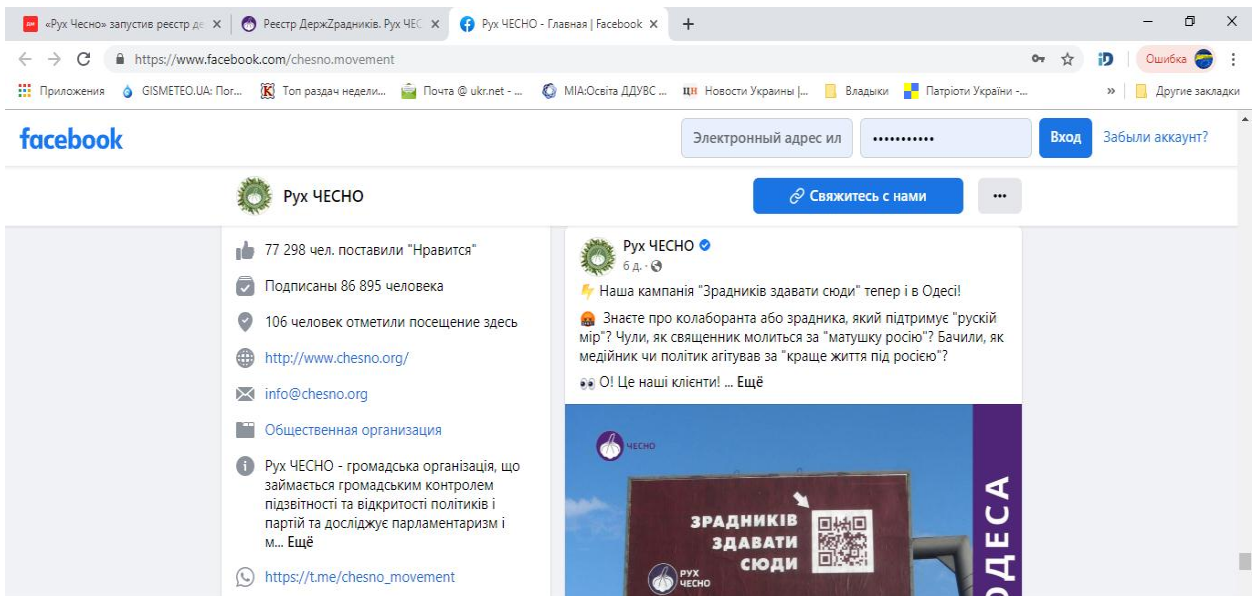 «Рух Чесно» запустив реєстр де
Реєстр ДержZрадників. Рух ЧЕС
Рух ЧЕСНО - Главная | Facebook
https://www.facebook.com/chesno.movement
Ошибка
Приложения
GISMETEO.UA: Пог...
Топ раздач недели...
Почта @ ukr.net - ...
МІА:Освіта ДДУВС ...
ЦН Новости Украины |...
Владыки
Патріоти України -...
»
Другие закладки
facebook
Электронный адрес ил
•••••••••••
Вход
Забыли аккаунт?
Рух ЧЕСНО
Свяжитесь с нами
77 298 чел. поставили "Нравится"
Подписаны 86 895 человека
106 человек отметили посещение здесь
http://www.chesno.org/
info@chesno.org
Общественная организация
Рух ЧЕСНО - громадська організація, що
займається громадським контролем
підзвітності та відкритості політиків і
партій та досліджує парламентаризм і
м... Ещё
https://t.me/chesno_movement
Рух ЧЕСНО
6 д. ·
Наша кампанія "Зрадників здавати сюди" тепер і в Одесі!
Знаєте про колаборанта або зрадника, який підтримує "рускій
мір"? Чули, як священник молиться за "матушку росію"? Бачили, як
медійник чи політик агітував за "краще життя під росією"?
О! Це наші клієнти! ... Ещё
ЧЕСНО
ЗРАДНИКІВ
ЗДАВАТИ
СЮДИ
РУХ
ЧЕСНО
ОДЕСА